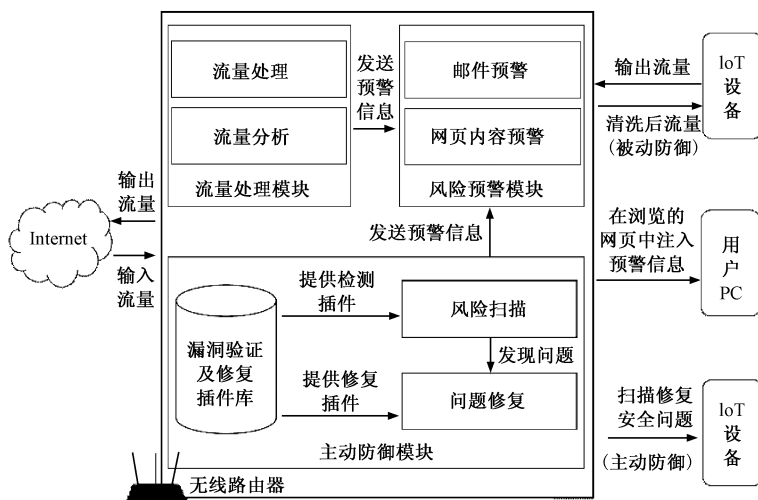 流量处理
流量分析
流量处理模块
发送
预警
信息
邮件预警
网页内容预警
风险预警模块
输出流量
清洗后流量
(被动防御)
IoT
设
备
输出
流量
Internet
输入
流量
发送预警信息
在浏览的
网页中注入
预警信息
用
户
PC
漏洞验证
及修复
插件库
提供检测
插件
风险扫描
发现问题
提供修复
插件
问题修复
主动防御模块
扫描修复
安全问题
(主动防御)
IoT
设
备
无线路由器